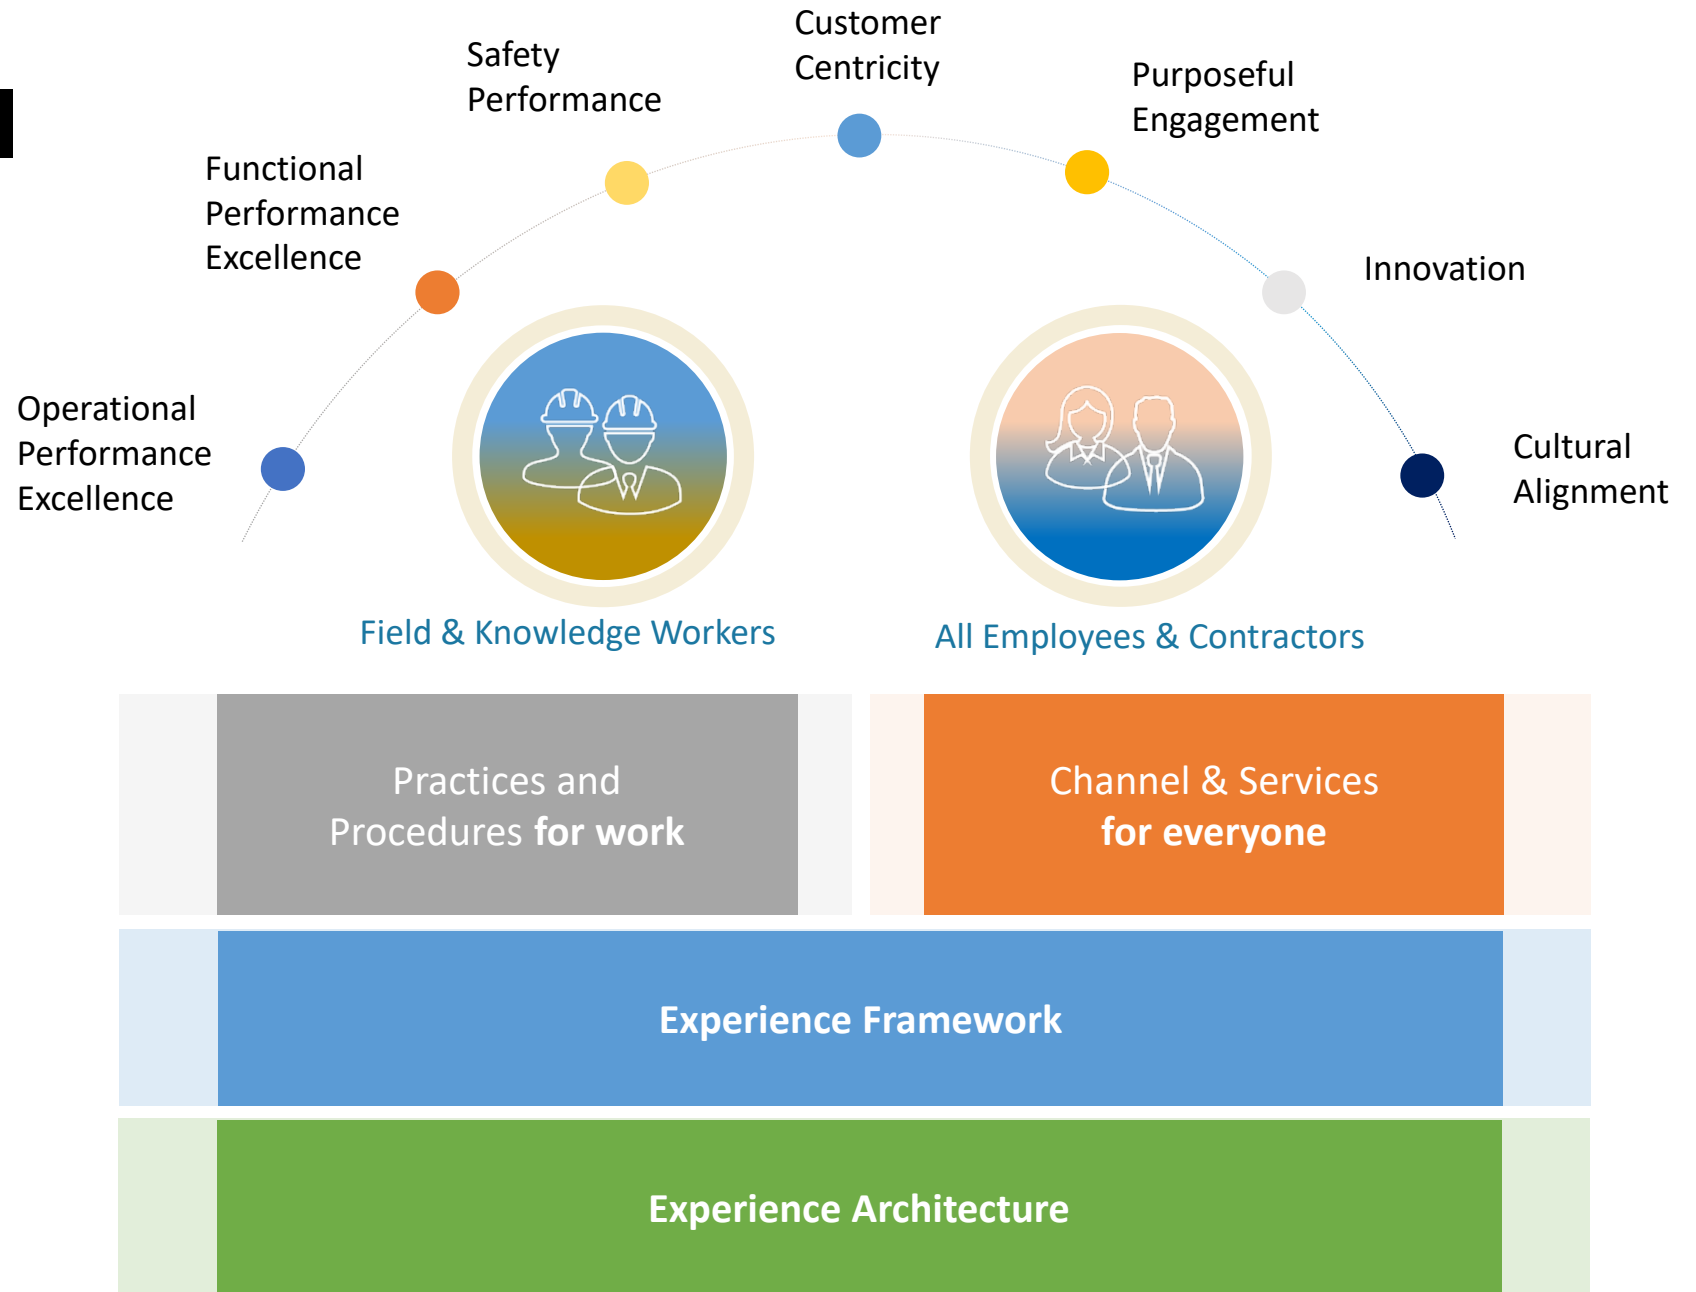 Customer
Centricity
Safety
Performance
Purposeful
Engagement
Functional
Performance
Excellence
Innovation
Operational
Performance
Excellence
Cultural
Alignment
Field & Knowledge Workers
All Employees & Contractors
Practices and
Procedures for work
Channel & Services
for everyone
Experience Framework
Experience Architecture